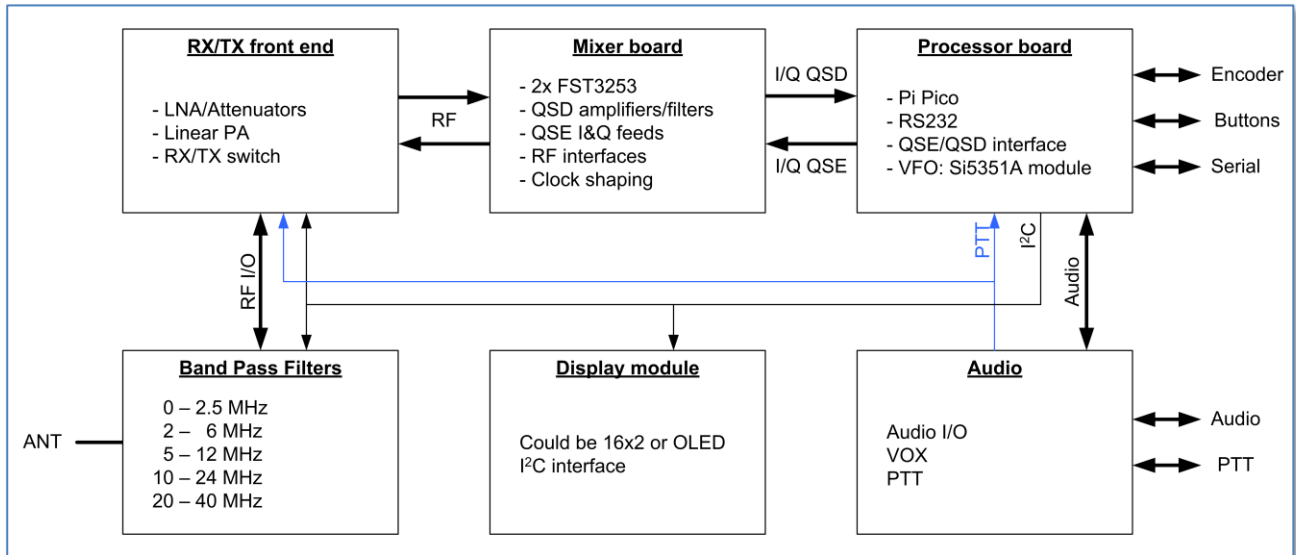 RX/TX front end
- LNA/Attenuators
- Linear PA
- RX/TX switch
RF
Mixer board
- 2x FST3253
- QSD amplifiers/filters
- QSE I&Q feeds
- RF interfaces
- Clock shaping
I/Q QSD
I/Q QSE
Processor board
- Pi Pico
- RS232
- QSE/QSD interface
- VFO: Si5351A module
Encoder
Buttons
Serial
RF I/O
PTT
I²C
Audio
ANT
Band Pass Filters
0 – 2.5 MHz
2 – 6 MHz
5 – 12 MHz
10 – 24 MHz
20 – 40 MHz
Display module
Could be 16x2 or OLED
I²C interface
Audio
Audio I/O
VOX
PTT
Audio
PTT